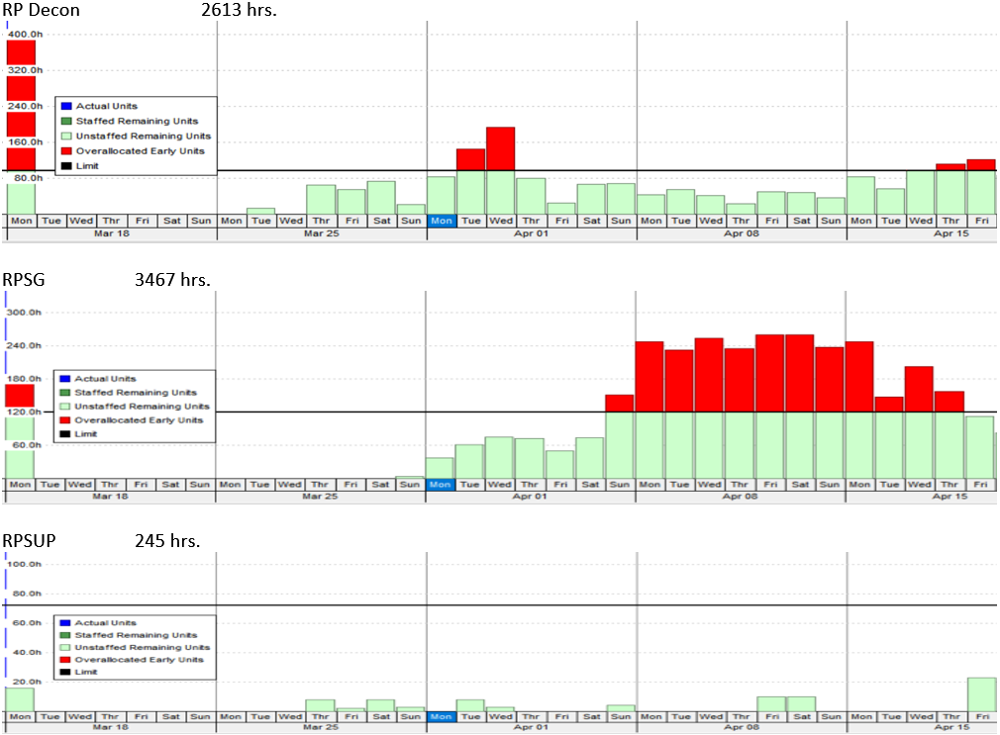 RP Decon 2613 hrs.
400.0h
320.0h
240.0h
160.0h
80.0h
Actual Units
Staffed Remaining Units
Unstaffed Remaining Units
Overallocated Early Units
Limit
Mon Tue Wed Thr Fri Sat Sun Mon Tue Wed Thr Fri Sat Sun Mon Tue Wed Thr Fri Sat Sun Mon Tue Wed Thr Fri Sat Sun Mon Tue Wed Thr Fri
Mar 18 Mar 25 Apr 01 Apr 08 Apr 15
RPSG 3467 hrs.
300.0h
240.0h
180.0h
120.0h
60.0h
Actual Units
Staffed Remaining Units
Unstaffed Remaining Units
Overallocated Early Units
Limit
Mon Tue Wed Thr Fri Sat Sun Mon Tue Wed Thr Fri Sat Sun Mon Tue Wed Thr Fri Sat Sun Mon Tue Wed Thr Fri Sat Sun Mon Tue Wed Thr Fri
Mar 18 Mar 25 Apr 01 Apr 08 Apr 15
RPSUP 245 hrs.
100.0h
80.0h
60.0h
40.0h
20.0h
Actual Units
Staffed Remaining Units
Unstaffed Remaining Units
Overallocated Early Units
Limit
Mon Tue Wed Thr Fri Sat Sun Mon Tue Wed Thr Fri Sat Sun Mon Tue Wed Thr Fri Sat Sun Mon Tue Wed Thr Fri Sat Sun Mon Tue Wed Thr Fri
Mar 18 Mar 25 Apr 01 Apr 08 Apr 15